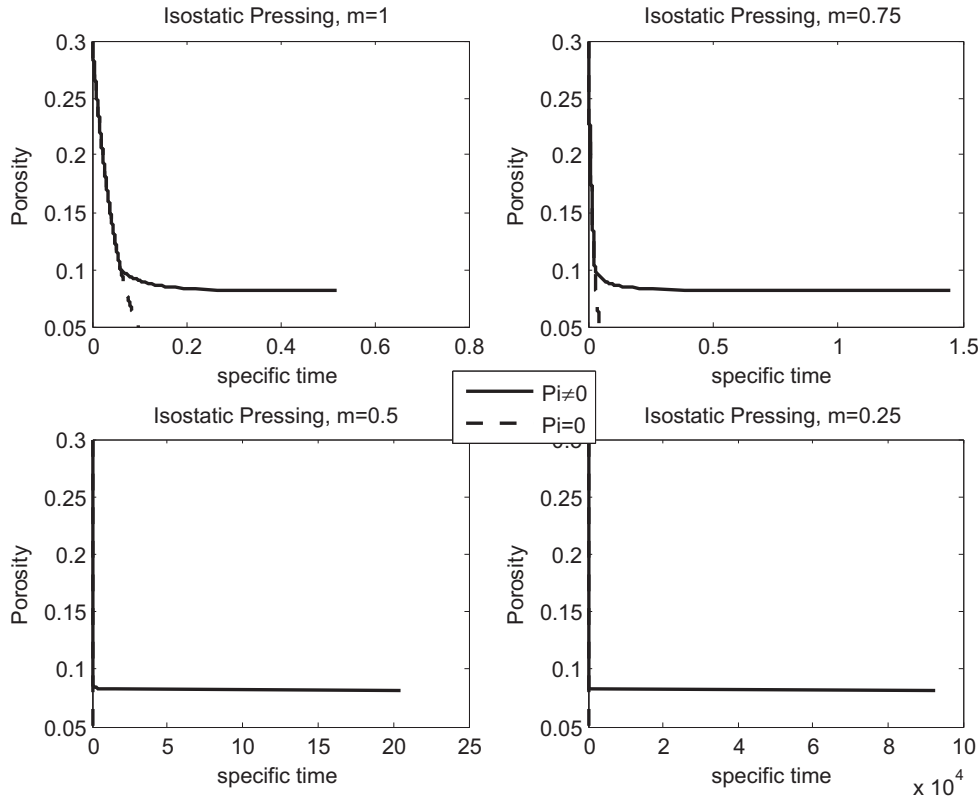 Isostatic Pressing, m=1
0.3
0.25
0.2
0.15
0.1
0.05
Porosity
0 0.2 0.4 0.6 0.8
specific time
Isostatic Pressing, m=0.75
0.3
0.25
0.2
0.15
0.1
0.05
Porosity
0 0.5 1 1.5
specific time
Pi≠0
Pi=0
Isostatic Pressing, m=0.5
0.3
0.25
0.2
0.15
0.1
0.05
Porosity
0 5 10 15 20 25
specific time
Isostatic Pressing, m=0.25
0.3
0.25
0.2
0.15
0.1
0.05
Porosity
0 2 4 6 8 10
specific time
x 10^4